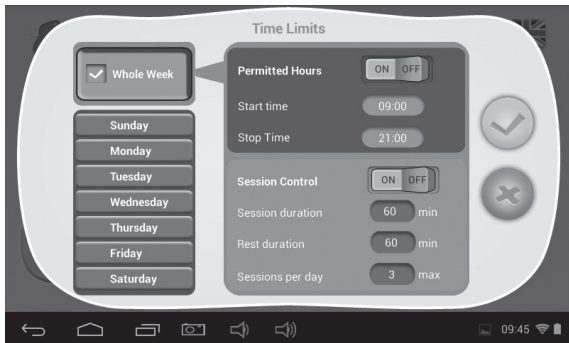 Time Limits
Whole Week
Sunday
Monday
Tuesday
Wednesday
Thursday
Friday
Saturday
Permitted Hours ON OFF
Start time 09:00
Stop Time 21:00
Session Control ON OFF
Session duration 60 min
Rest duration 60 min
Sessions per day 3 max
09:45